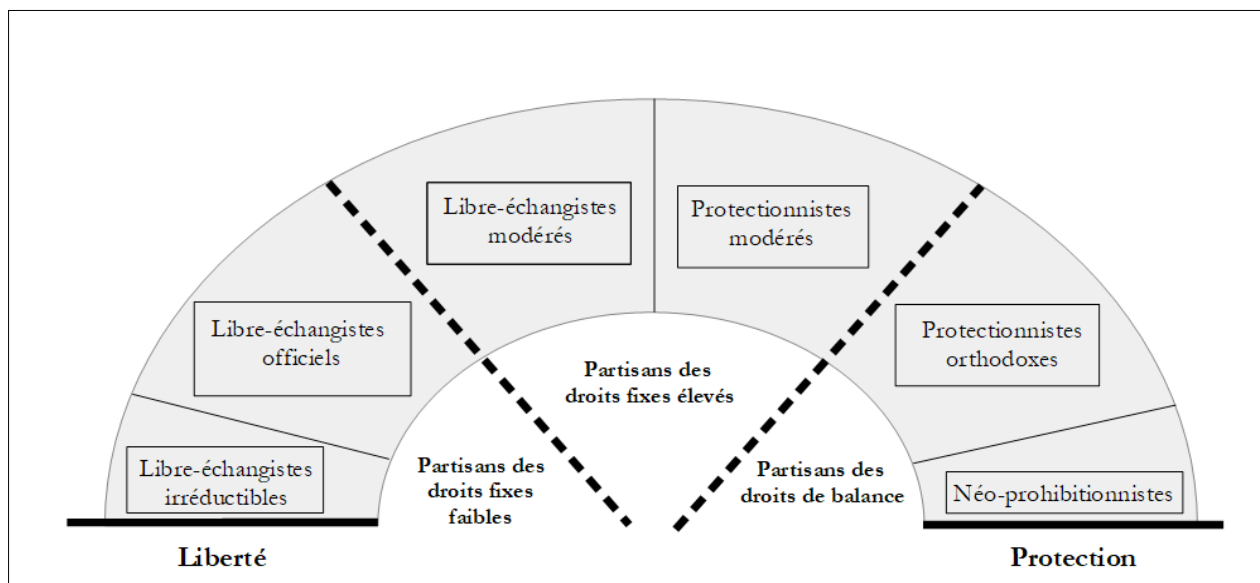 Libre-échangistes
modérés
Protectionnistes
modérés
Libre-échangistes
officiels
Protectionnistes
orthodoxes
Partisans des
droits fixes élevés
Libre-échangistes
irréductibles
Partisans des
droits fixes
faibles
Partisans des
droits de balance
Néo-prohibitionnistes
Liberté
Protection